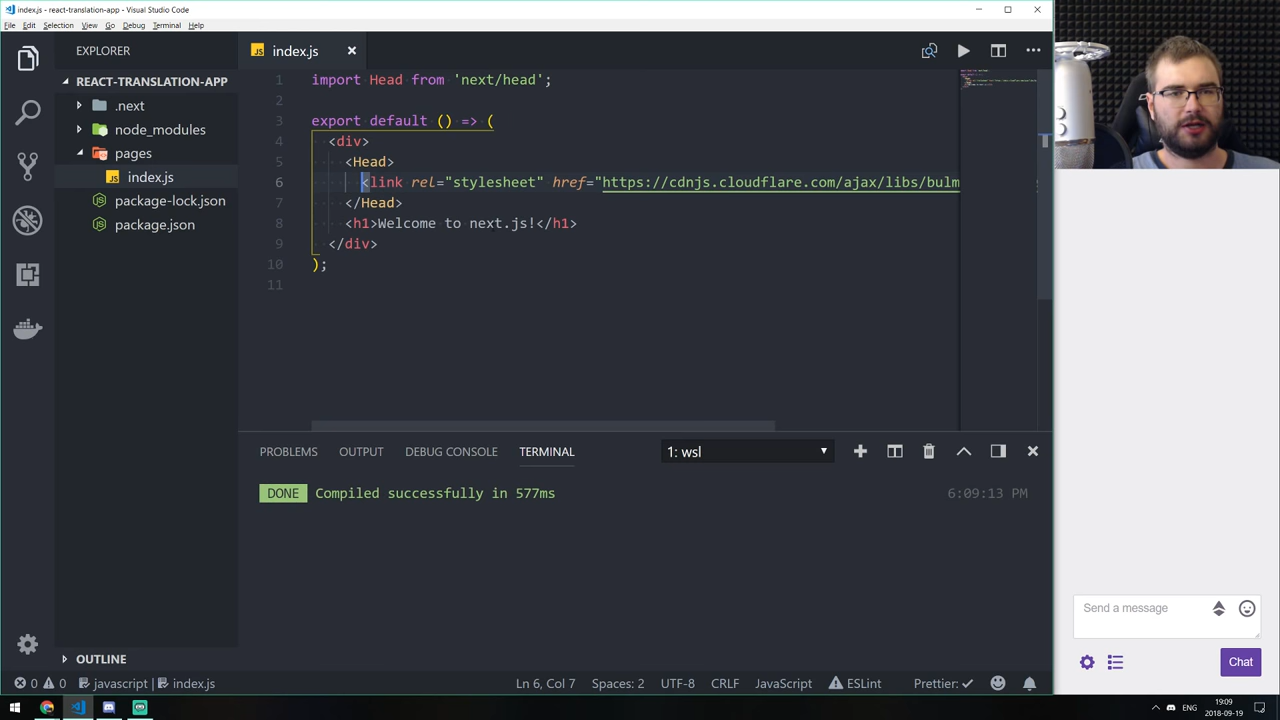 index.js - react-translation-app - Visual Studio Code
File Edit Selection View Go Debug Terminal Help
EXPLORER
REACT-TRANSLATION-APP
.next
node_modules
pages
JS index.js
package-lock.json
package.json
OUTLINE
JS index.js
1 import Head from 'next/head';
2
3 export default () => (
4 <div>
5 <Head>
6 <link rel="stylesheet" href="https://cdnjs.cloudflare.com/ajax/libs/bulm
7 </Head>
8 <h1>Welcome to next.js!</h1>
9 </div>
10 );
11
PROBLEMS OUTPUT DEBUG CONSOLE TERMINAL 1: wsl
DONE Compiled successfully in 577ms 6:09:13 PM
0 0 javascript | index.js Ln 6, Col 7 Spaces: 2 UTF-8 CRLF JavaScript ESLint Prettier: ✓
Send a message
Chat
ENG
19:09
2018-09-19